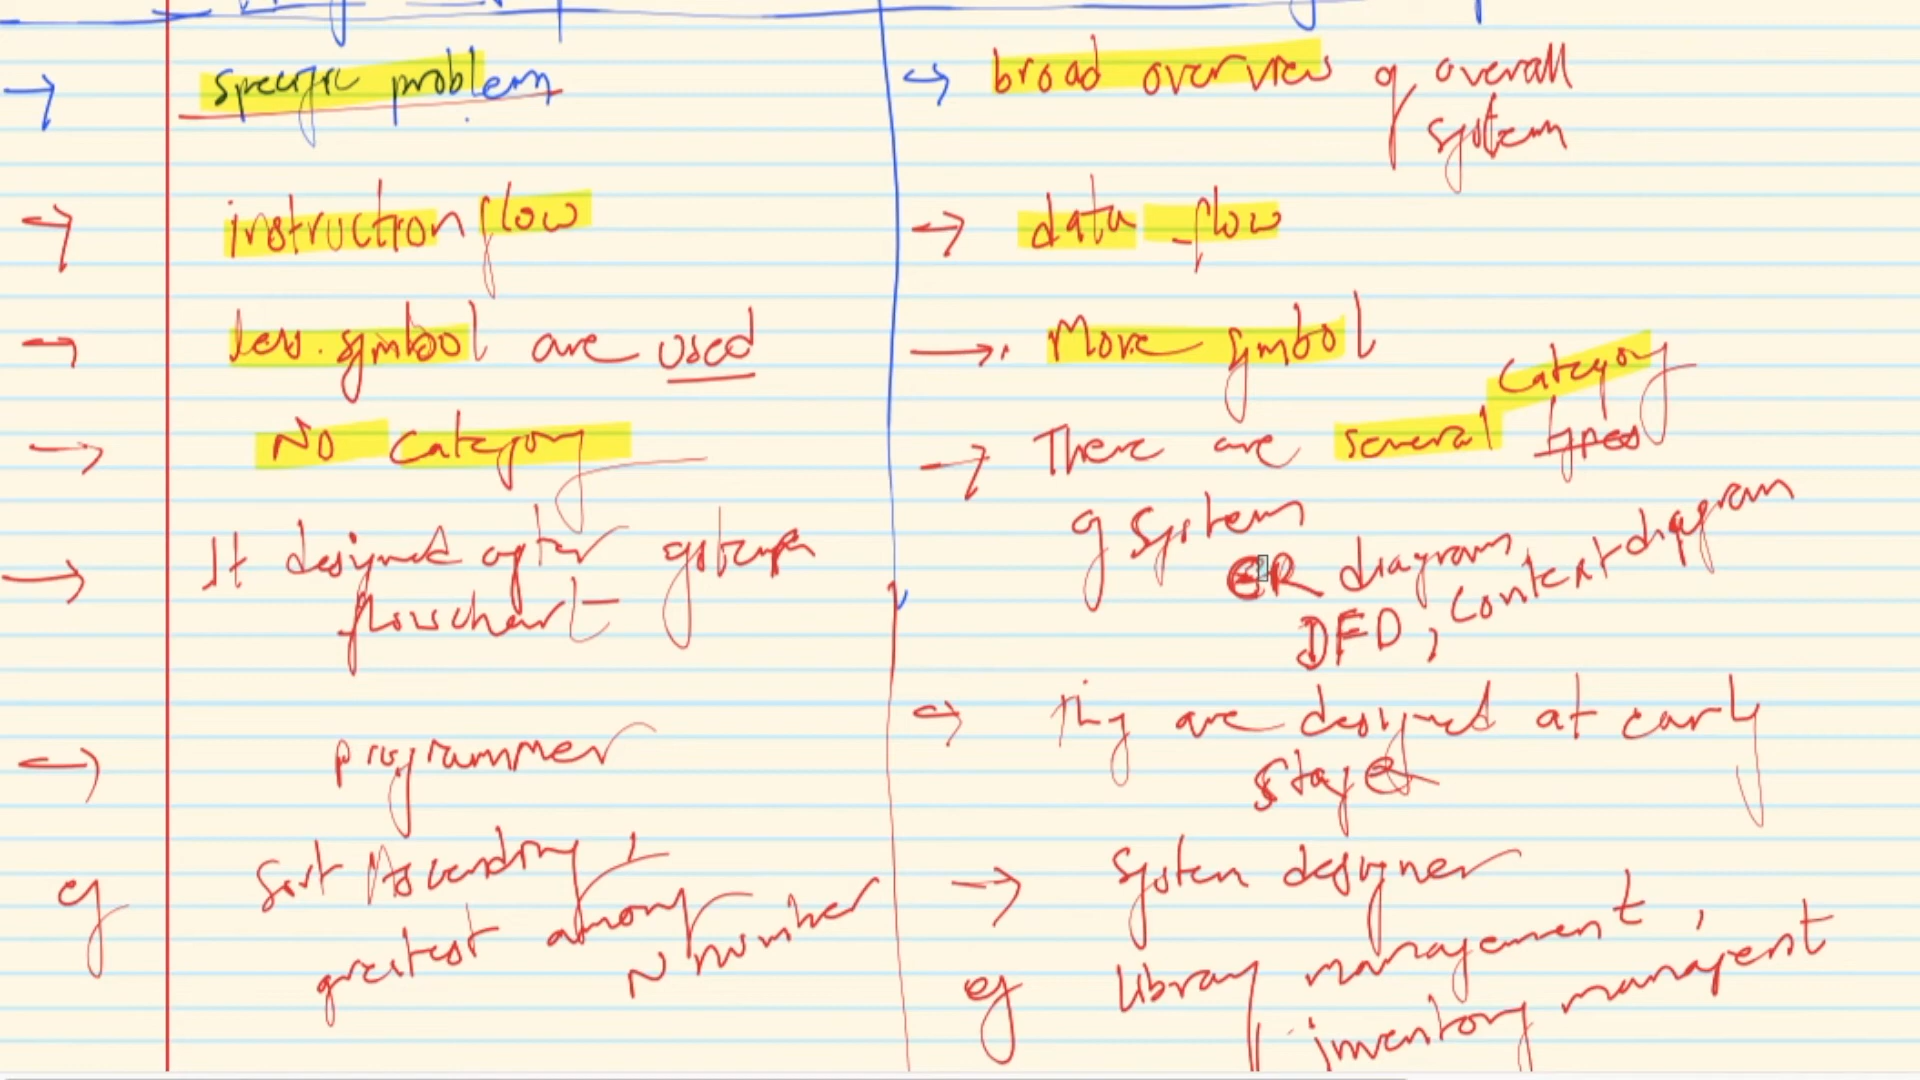 → specific problem
→ instruction flow
→ less symbol are used
→ No category
→ It designed after system
flowchart
→ programmer
eg sort Ascending,
greatest among
N number
→ broad overview of overall
system
→ data flow
→ More symbol
category
→ There are several types
of system
ER diagram,
DFD, context diagram
→ They are designed at early
stage
→ system designer
eg library management,
inventory management